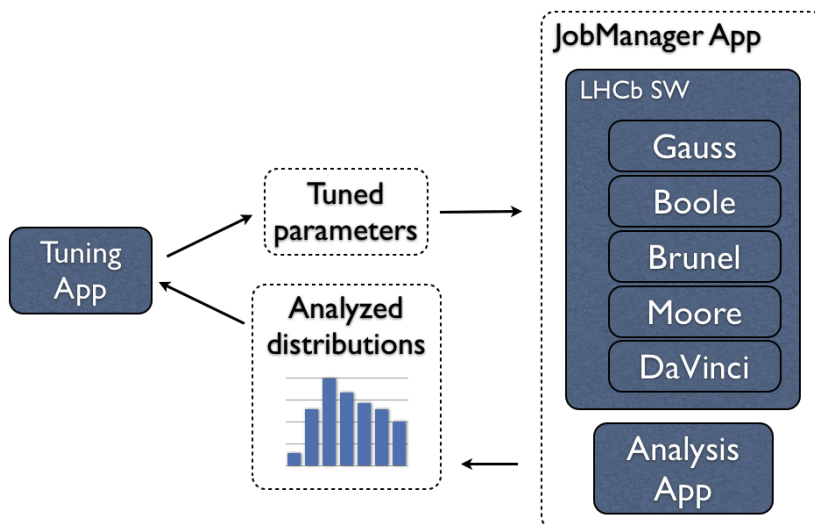 JobManager App
LHCb SW
Gauss
Boole
Brunel
Moore
DaVinci
Analysis
App
Tuned
parameters
Tuning
App
Analyzed
distributions